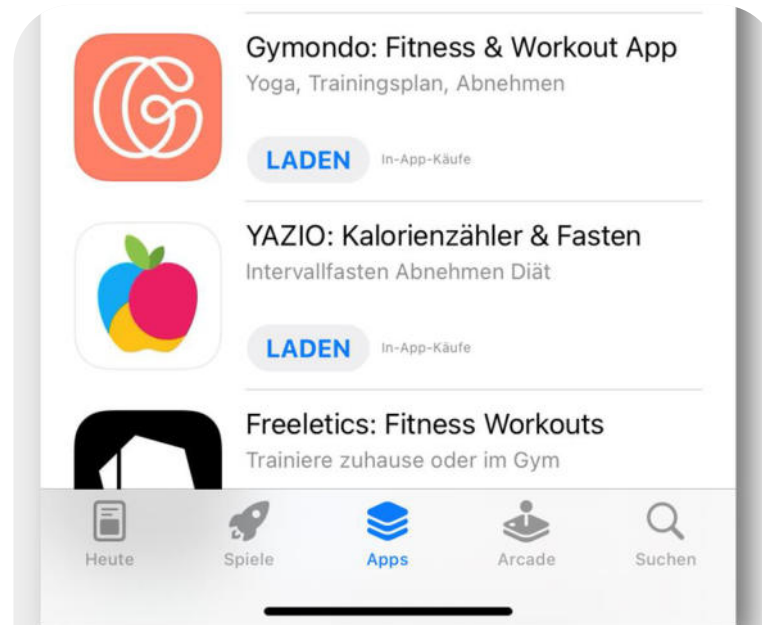 Gymondo: Fitness & Workout App
Yoga, Trainingsplan, Abnehmen
LADEN In-App-Käufe
YAZIO: Kalorienzähler & Fasten
Intervallfasten Abnehmen Diät
LADEN In-App-Käufe
Freeletics: Fitness Workouts
Trainiere zuhause oder im Gym
Heute Spiele Apps Arcade Suchen